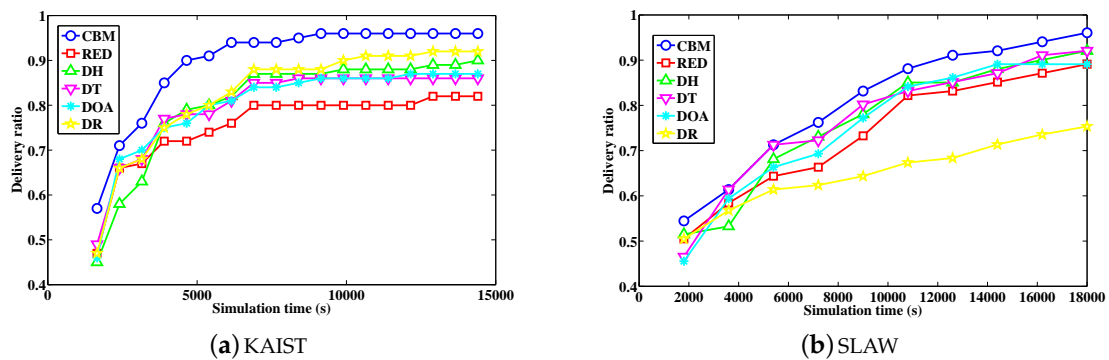 1
0.9
0.8
0.7
0.6
0.5
0.4
Delivery ratio
CBM
RED
DH
DT
DOA
DR
0 5000 10000 15000
Simulation time (s)
(a) KAIST
1
0.9
0.8
0.7
0.6
0.5
0.4
Delivery ratio
CBM
RED
DH
DT
DOA
DR
0 2000 4000 6000 8000 10000 12000 14000 16000 18000
Simulation time (s)
(b) SLAW